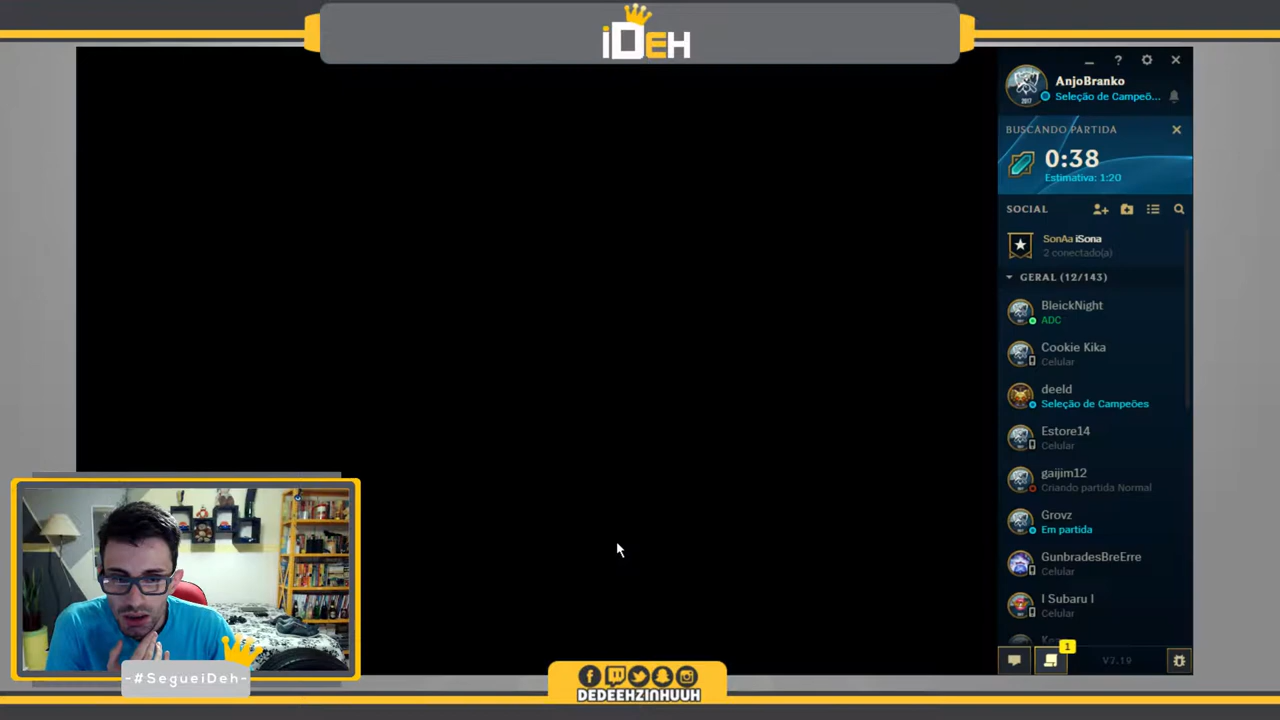 iDEH
AnjoBranko
Seleção de Campeõ...
2017
BUSCANDO PARTIDA
0:38
Estimativa: 1:20
SOCIAL
SonAa iSona
2 conectado(a)
GERAL (12/143)
BleickNight
ADC
Cookie Kika
Celular
deeld
Seleção de Campeões
Estore14
Celular
gaijim12
Criando partida Normal
Grovz
Em partida
GunbradesBreErre
Celular
I Subaru I
Celular
1
V7.19
-#SegueiDeh-
DEDEEHZINHUUH